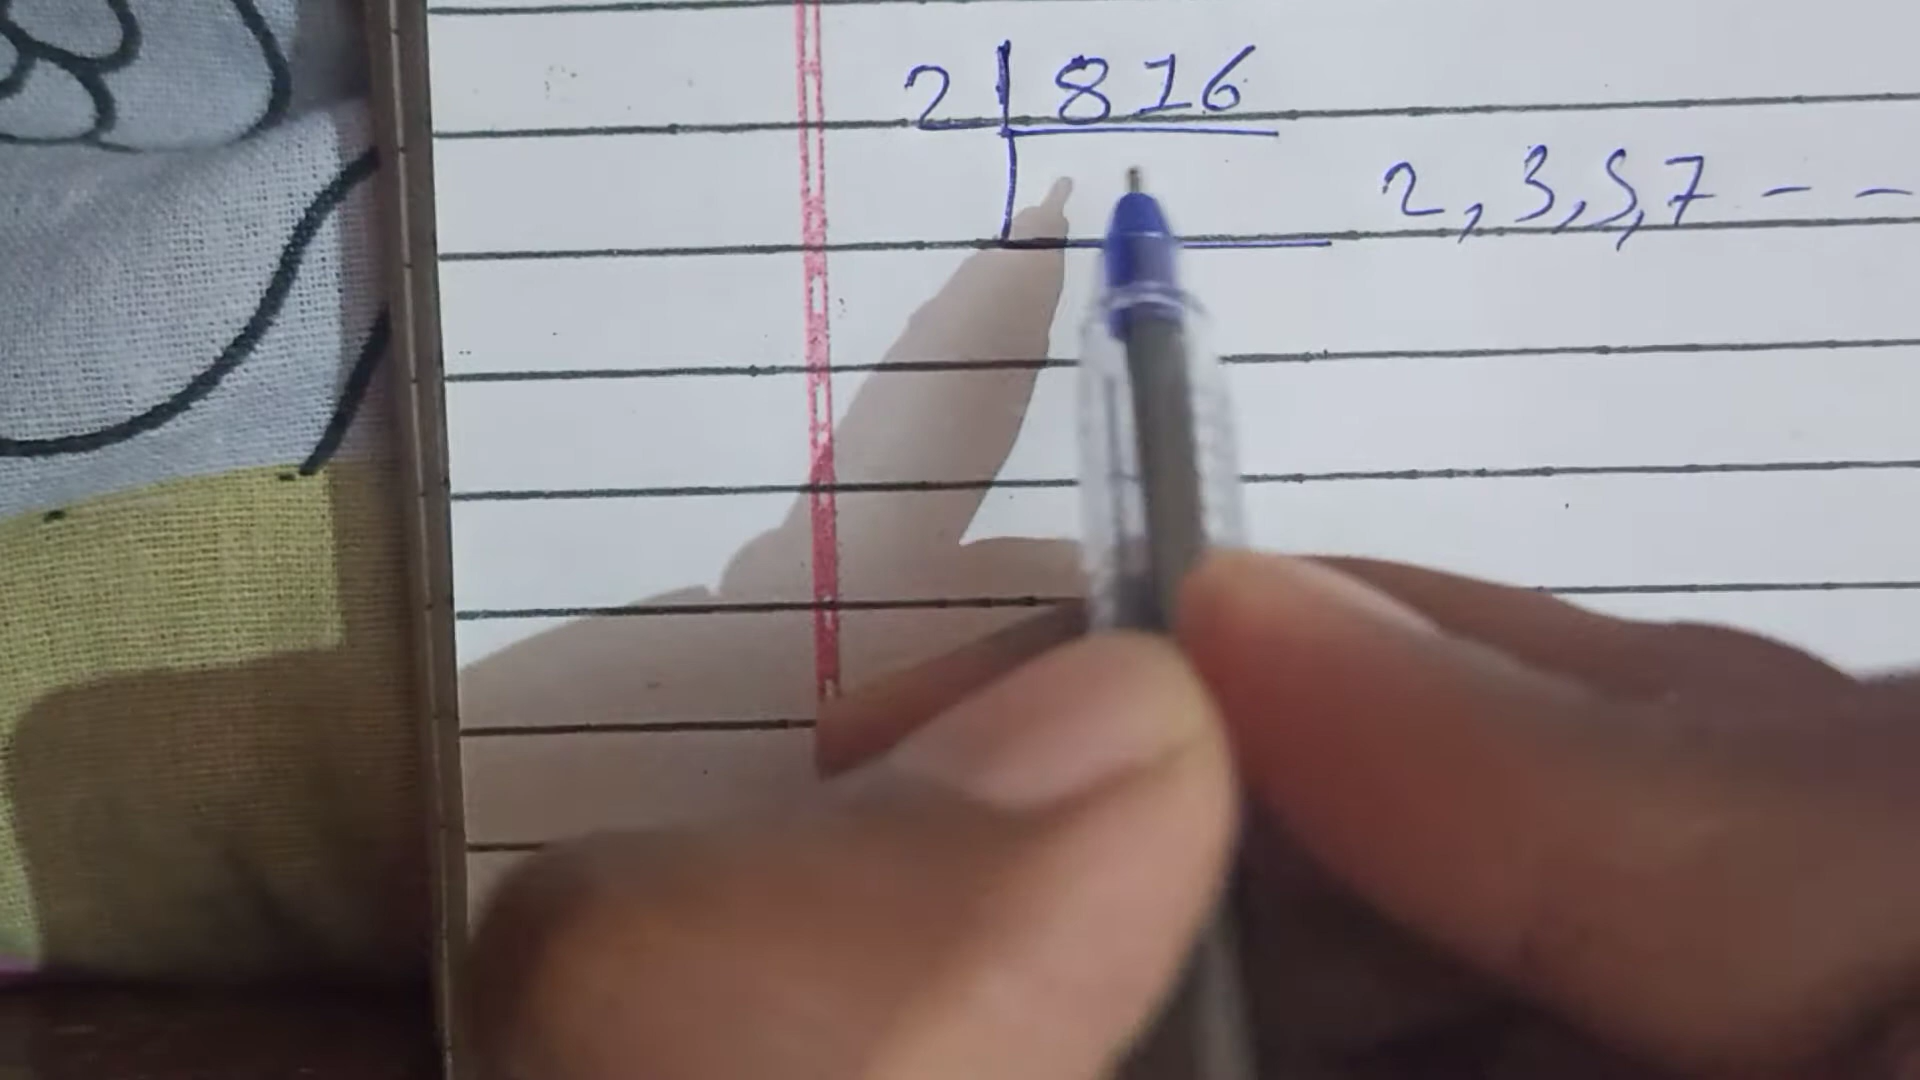 2 | 816
2, 3, 5, 7 - -